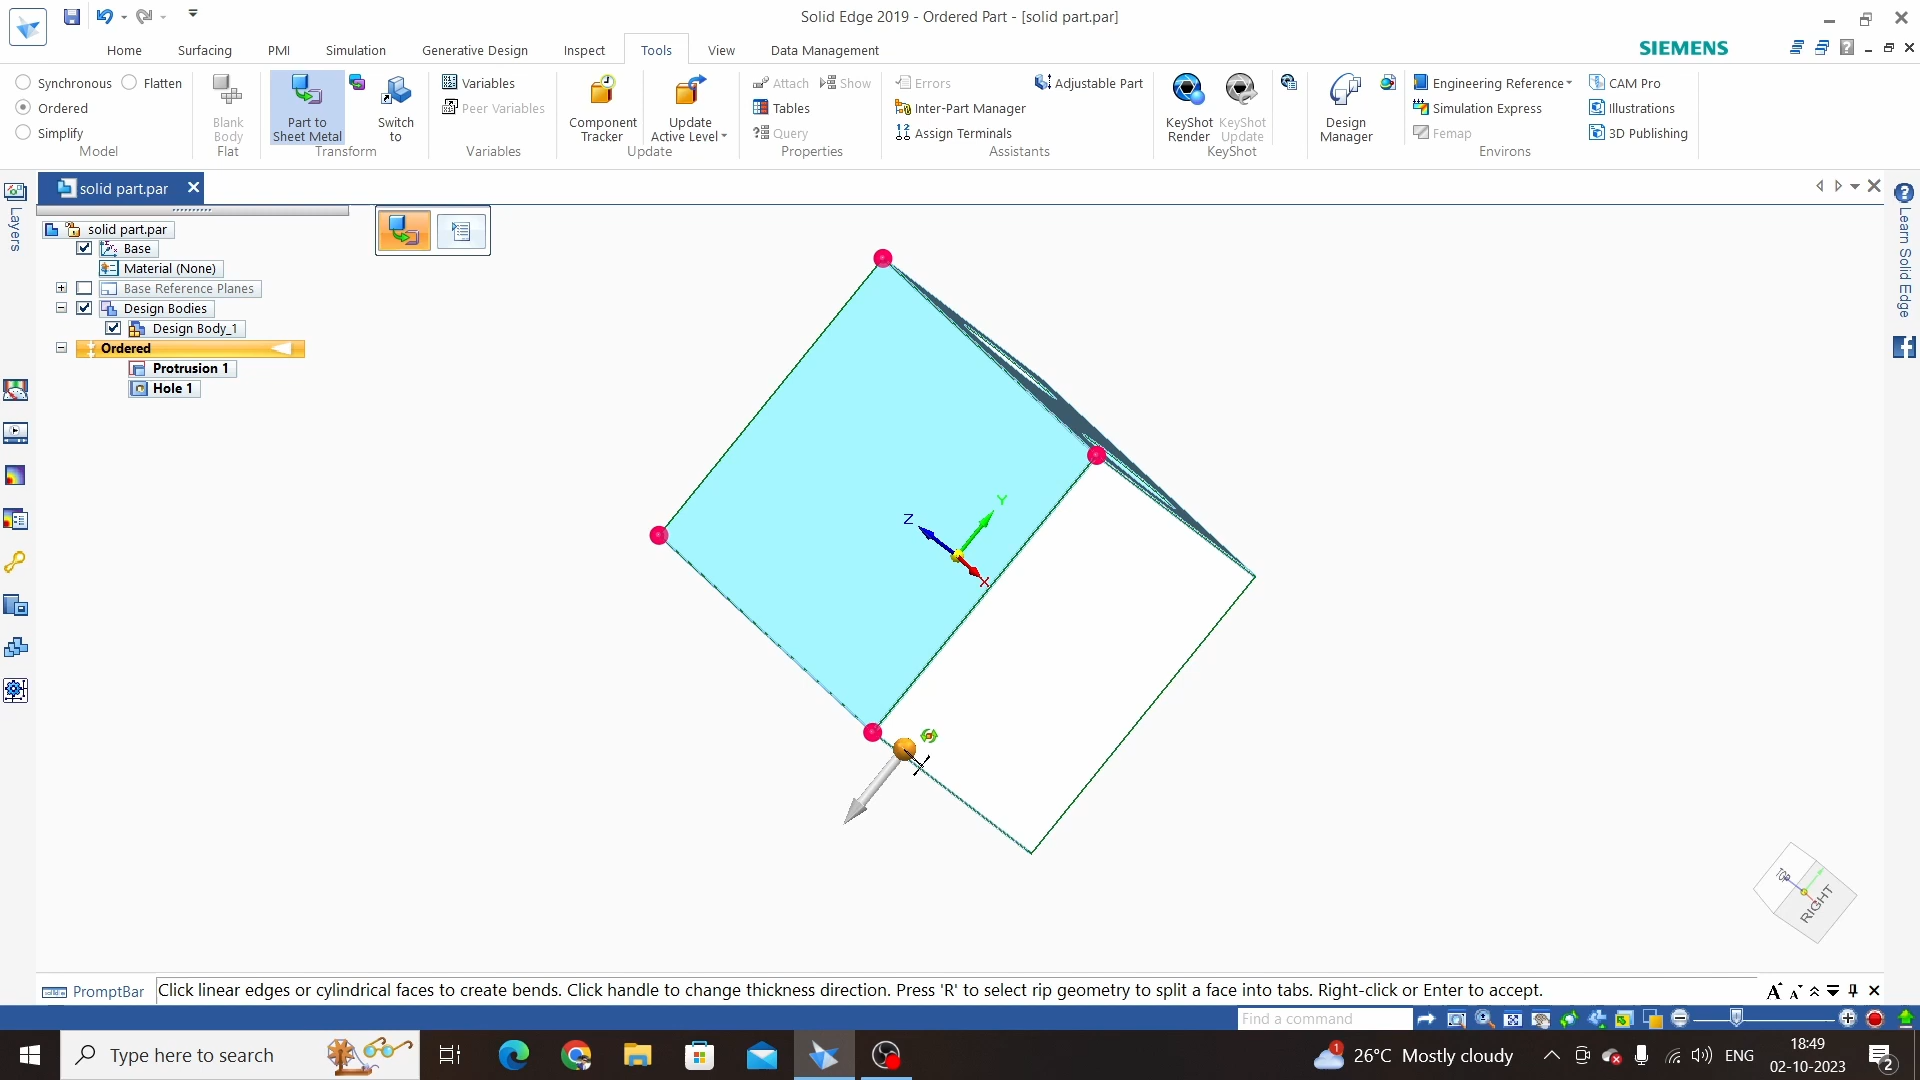 Solid Edge 2019 - Ordered Part - [solid part.par]
Home Surfacing PMI Simulation Generative Design Inspect Tools View Data Management
SIEMENS
Synchronous Flatten
Ordered
Simplify
Model
Blank Body
Flat
Part to Sheet Metal
Switch to
Transform
Variables
Peer Variables
Variables
Component Tracker
Update Active Level
Update
Attach Show
Tables
Query
Properties
Errors Adjustable Part
Inter-Part Manager
Assign Terminals
Assistants
KeyShot Render
KeyShot Update
KeyShot
Design Manager
Engineering Reference CAM Pro
Simulation Express Illustrations
Femap 3D Publishing
Environs
solid part.par
Layers
Learn Solid Edge
solid part.par
Base
Material (None)
Base Reference Planes
Design Bodies
Design Body_1
Ordered
Protrusion 1
Hole 1
Z
Y
X
TOP
RIGHT
PromptBar Click linear edges or cylindrical faces to create bends. Click handle to change thickness direction. Press 'R' to select rip geometry to split a face into tabs. Right-click or Enter to accept.
Find a command
Type here to search
1
26°C Mostly cloudy
ENG
18:49
02-10-2023
2